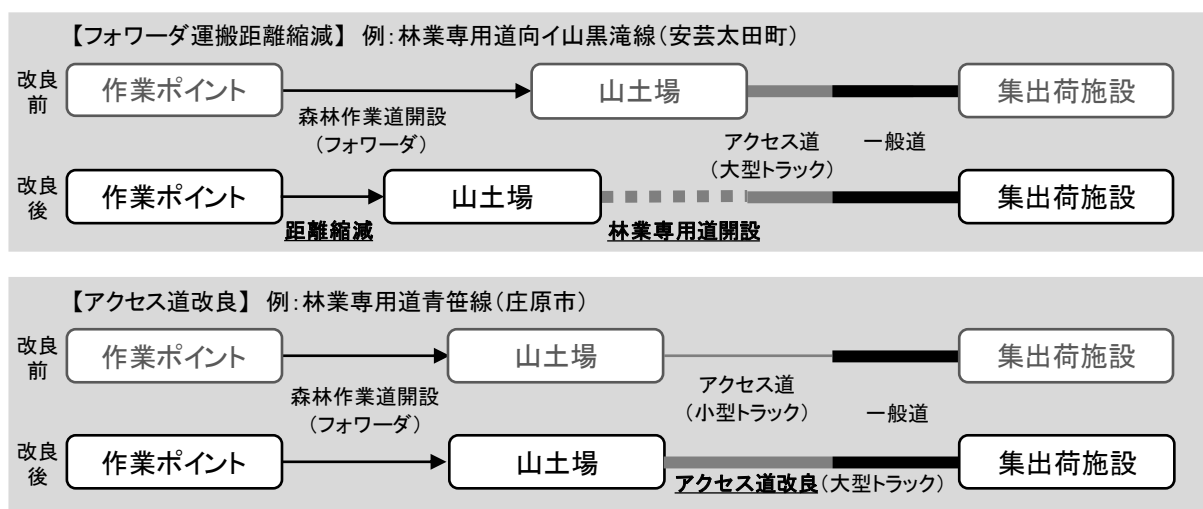 【フォワーダ運搬距離縮減】 例：林業専用道向イ山黒滝線（安芸太田町）
改良
前
作業ポイント
山土場
集出荷施設
森林作業道開設
（フォワーダ）
アクセス道
（大型トラック）
一般道
改良
後
作業ポイント
山土場
集出荷施設
距離縮減
林業専用道開設
【アクセス道改良】 例：林業専用道青笹線（庄原市）
改良
前
作業ポイント
山土場
集出荷施設
森林作業道開設
（フォワーダ）
アクセス道
（小型トラック）
一般道
改良
後
作業ポイント
山土場
集出荷施設
アクセス道改良（大型トラック）